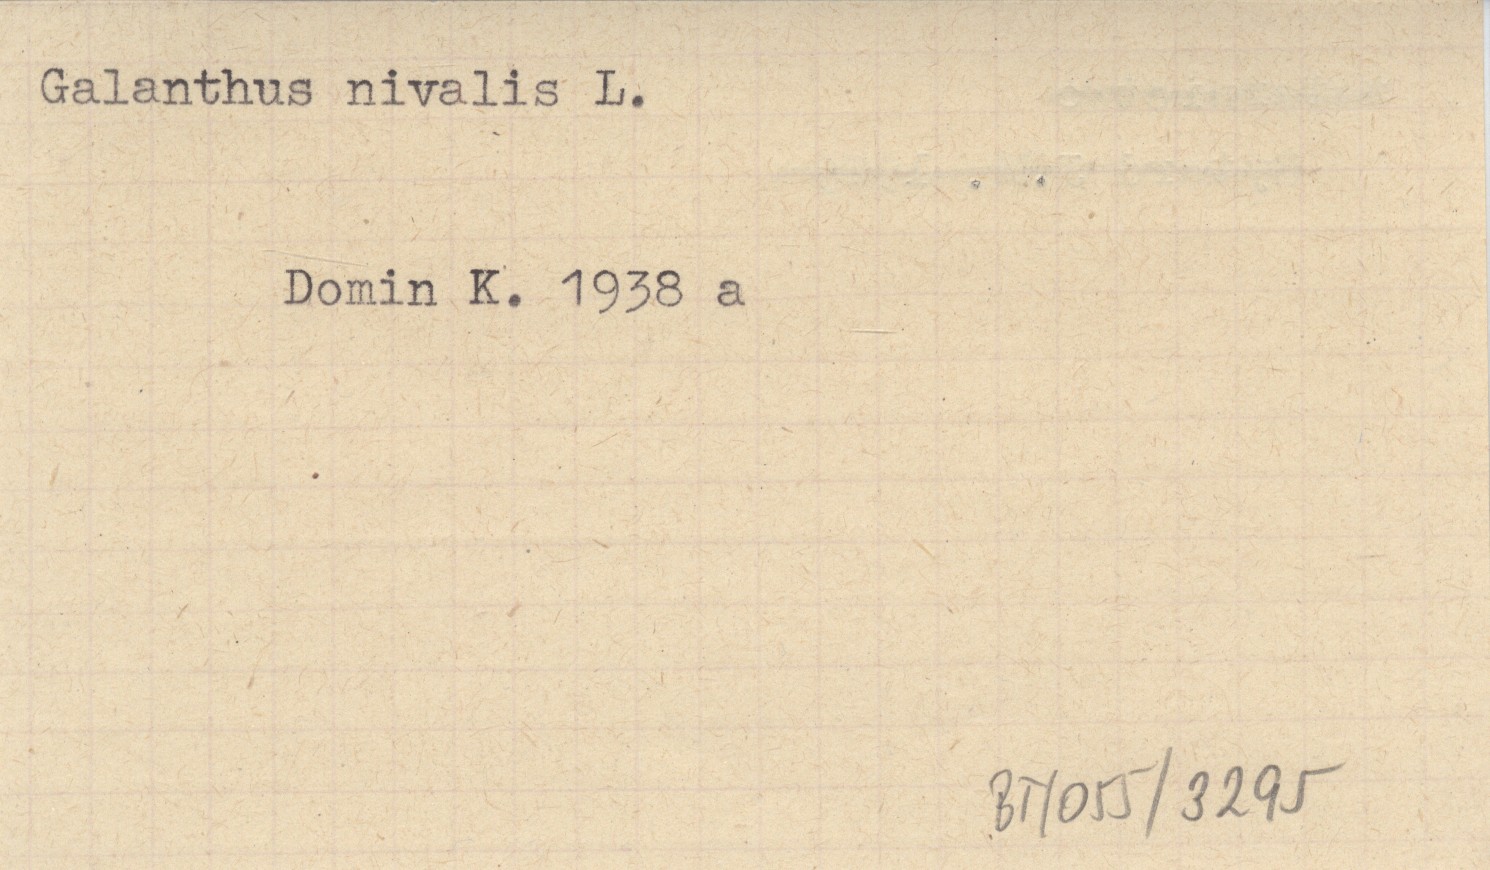 Galanthus nivalis L.
Domin K. 1938 a
BT/055/3295